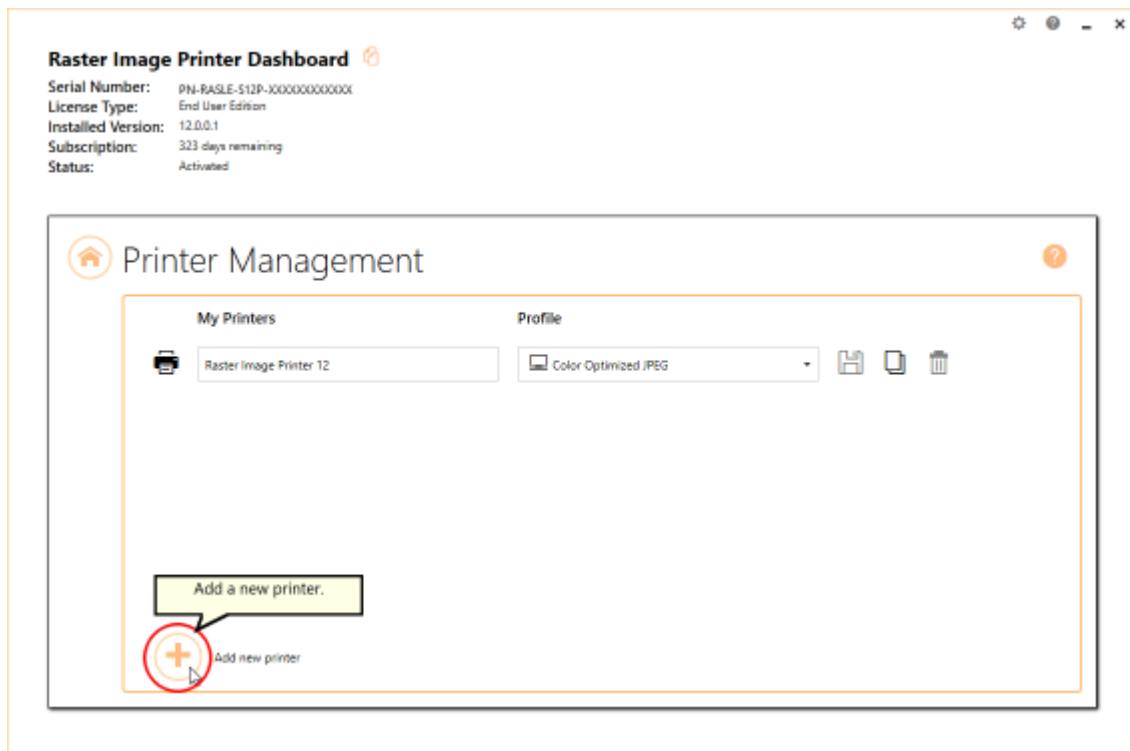 Raster Image Printer Dashboard
Serial Number: PN-RASLE-S12P-XXXXXXXXXXXX
License Type: End User Edition
Installed Version: 12.0.0.1
Subscription: 323 days remaining
Status: Activated
Printer Management
?
My Printers Profile
Raster Image Printer 12 Color Optimized JPEG
Add a new printer.
Add new printer